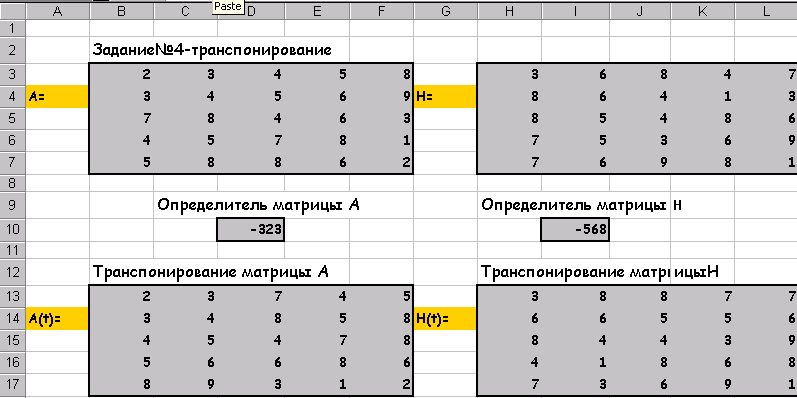 Paste
A B C D E F G H I J K L
1
2 Задание№4-транспонирование
3 2 3 4 5 8 3 6 8 4 7
4 A= 3 4 5 6 9 H= 8 6 4 1 3
5 7 8 4 6 3 8 5 4 8 6
6 4 5 7 8 1 7 5 3 6 9
7 5 8 8 6 2 7 6 9 8 1
8
9 Определитель матрицы А Определитель матрицы н
10 -323 -568
11
12 Транспонирование матрицы А Транспонирование матрицыН
13 2 3 7 4 5 3 8 8 7 7
14 A(t)= 3 4 8 5 8 H(t)= 6 6 5 5 6
15 4 5 4 7 8 8 4 4 3 9
16 5 6 6 8 6 4 1 8 6 8
17 8 9 3 1 2 7 3 6 9 1